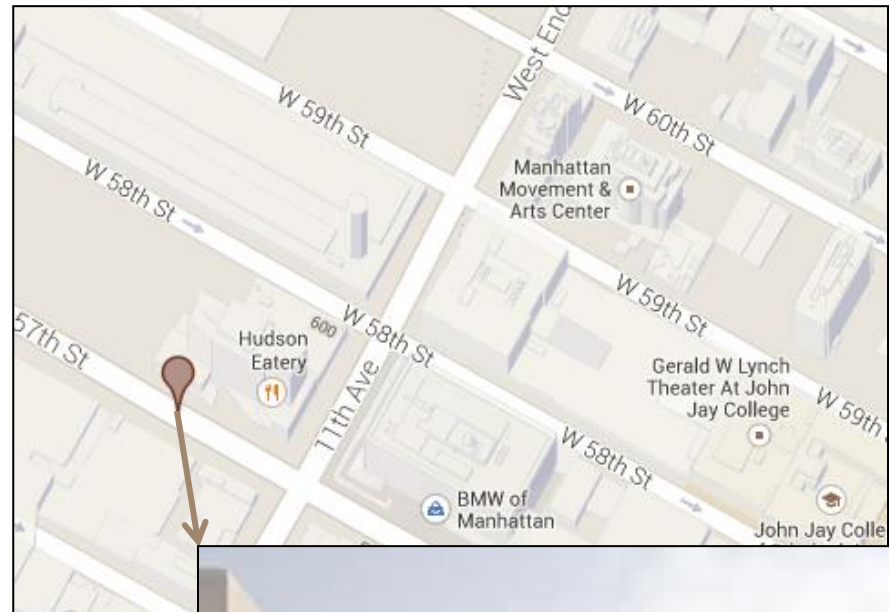 West End
W 60th St
W 59th St
Manhattan
Movement &
Arts Center
W 58th St
W 59th St
600
W 58th St
Hudson
Eatery
57th St
Gerald W Lynch
Theater At John
Jay College
W 59th
11th Ave
W 58th St
BMW of
Manhattan
John Jay Colle